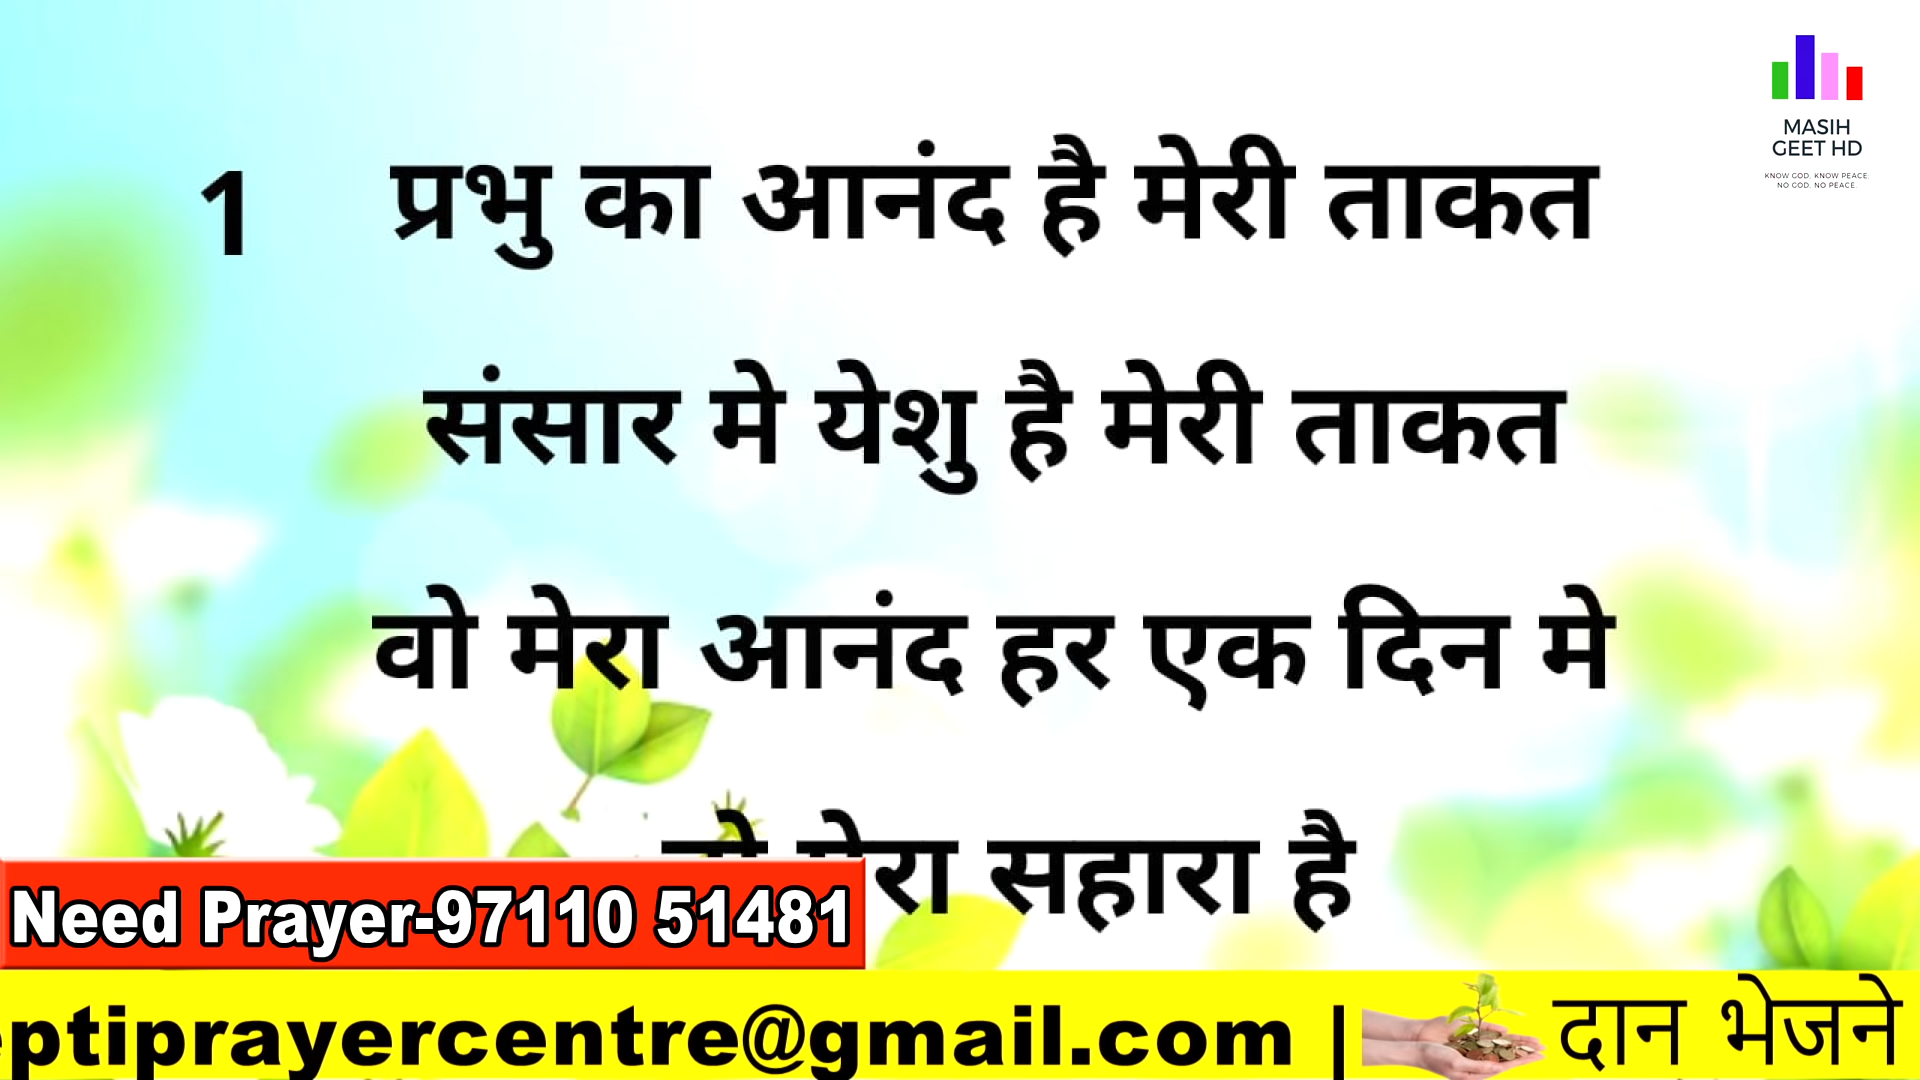 MASIH
GEET HD
KNOW GOD. KNOW PEACE.
NO GOD. NO PEACE.
1 प्रभु का आनंद है मेरी ताकत
संसार मे येशु है मेरी ताकत
वो मेरा आनंद हर एक दिन मे
सहारा है
Need Prayer-97110 51481
eptiprayercentre@gmail.com | दान भेजने